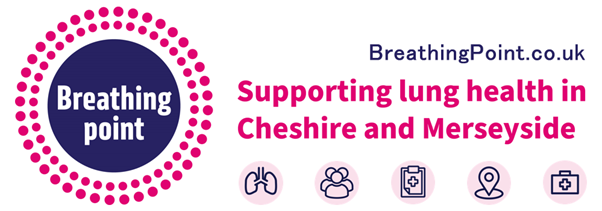 Breathing
point
BreathingPoint.co.uk
Supporting lung health in
Cheshire and Merseyside